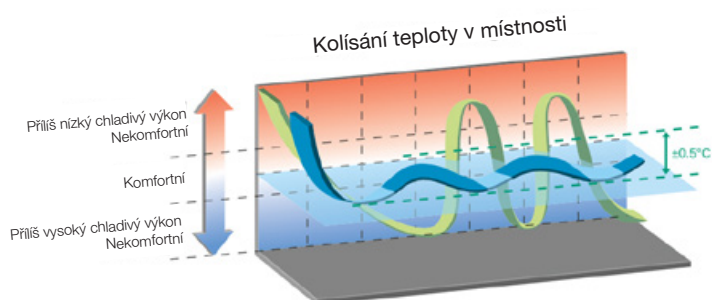 Kolísání teploty v místnosti
Příliš nízký chladivý výkon
Nekomfortní
Komfortní
Příliš vysoký chladivý výkon
Nekomfortní
±0.5°C